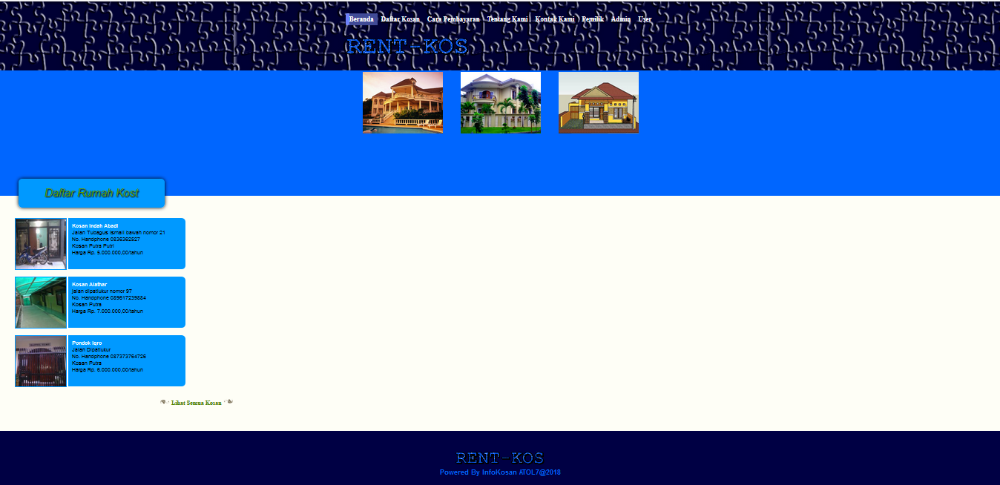 Beranda Daftar Kosan Cara Pembayaran Tentang Kami Kontak Kami Pemilik Admin User
RENT-KOS
Daftar Rumah Kost
Kosan Indah Abadi
Jalan Tubagus Ismail bawah nomor 21
No. Handphone 0836362527
Kosan Putra Putri
Harga Rp. 5.000.000,00/tahun
Kosan Alathar
jalan dipatiukur nomor 97
No. Handphone 089617239884
Kosan Putra
Harga Rp. 7.000.000,00/tahun
Pondok Iqro
Jalan Dipatiukur
No. Handphone 087373764726
Kosan Putra
Harga Rp. 6.000.000,00/tahun
Lihat Semua Kosan
RENT-KOS
Powered By InfoKosan ATOL7@2018